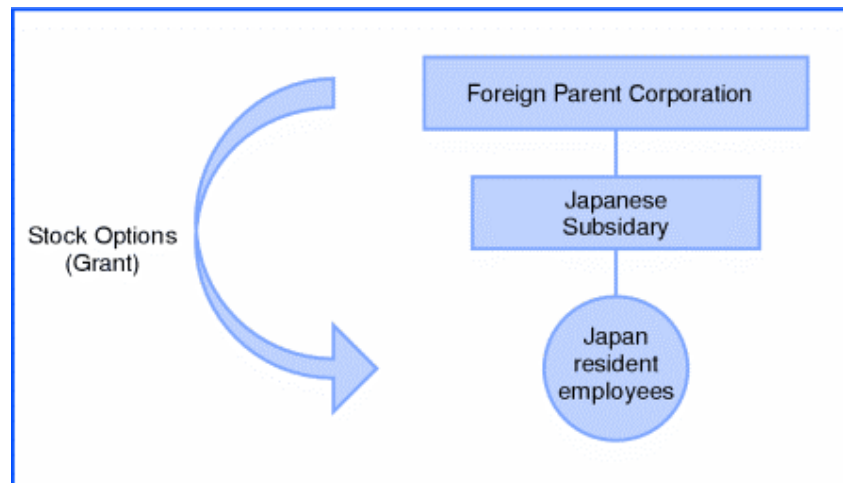 Foreign Parent Corporation
Japanese
Subsidary
Stock Options
(Grant)
Japan
resident
employees